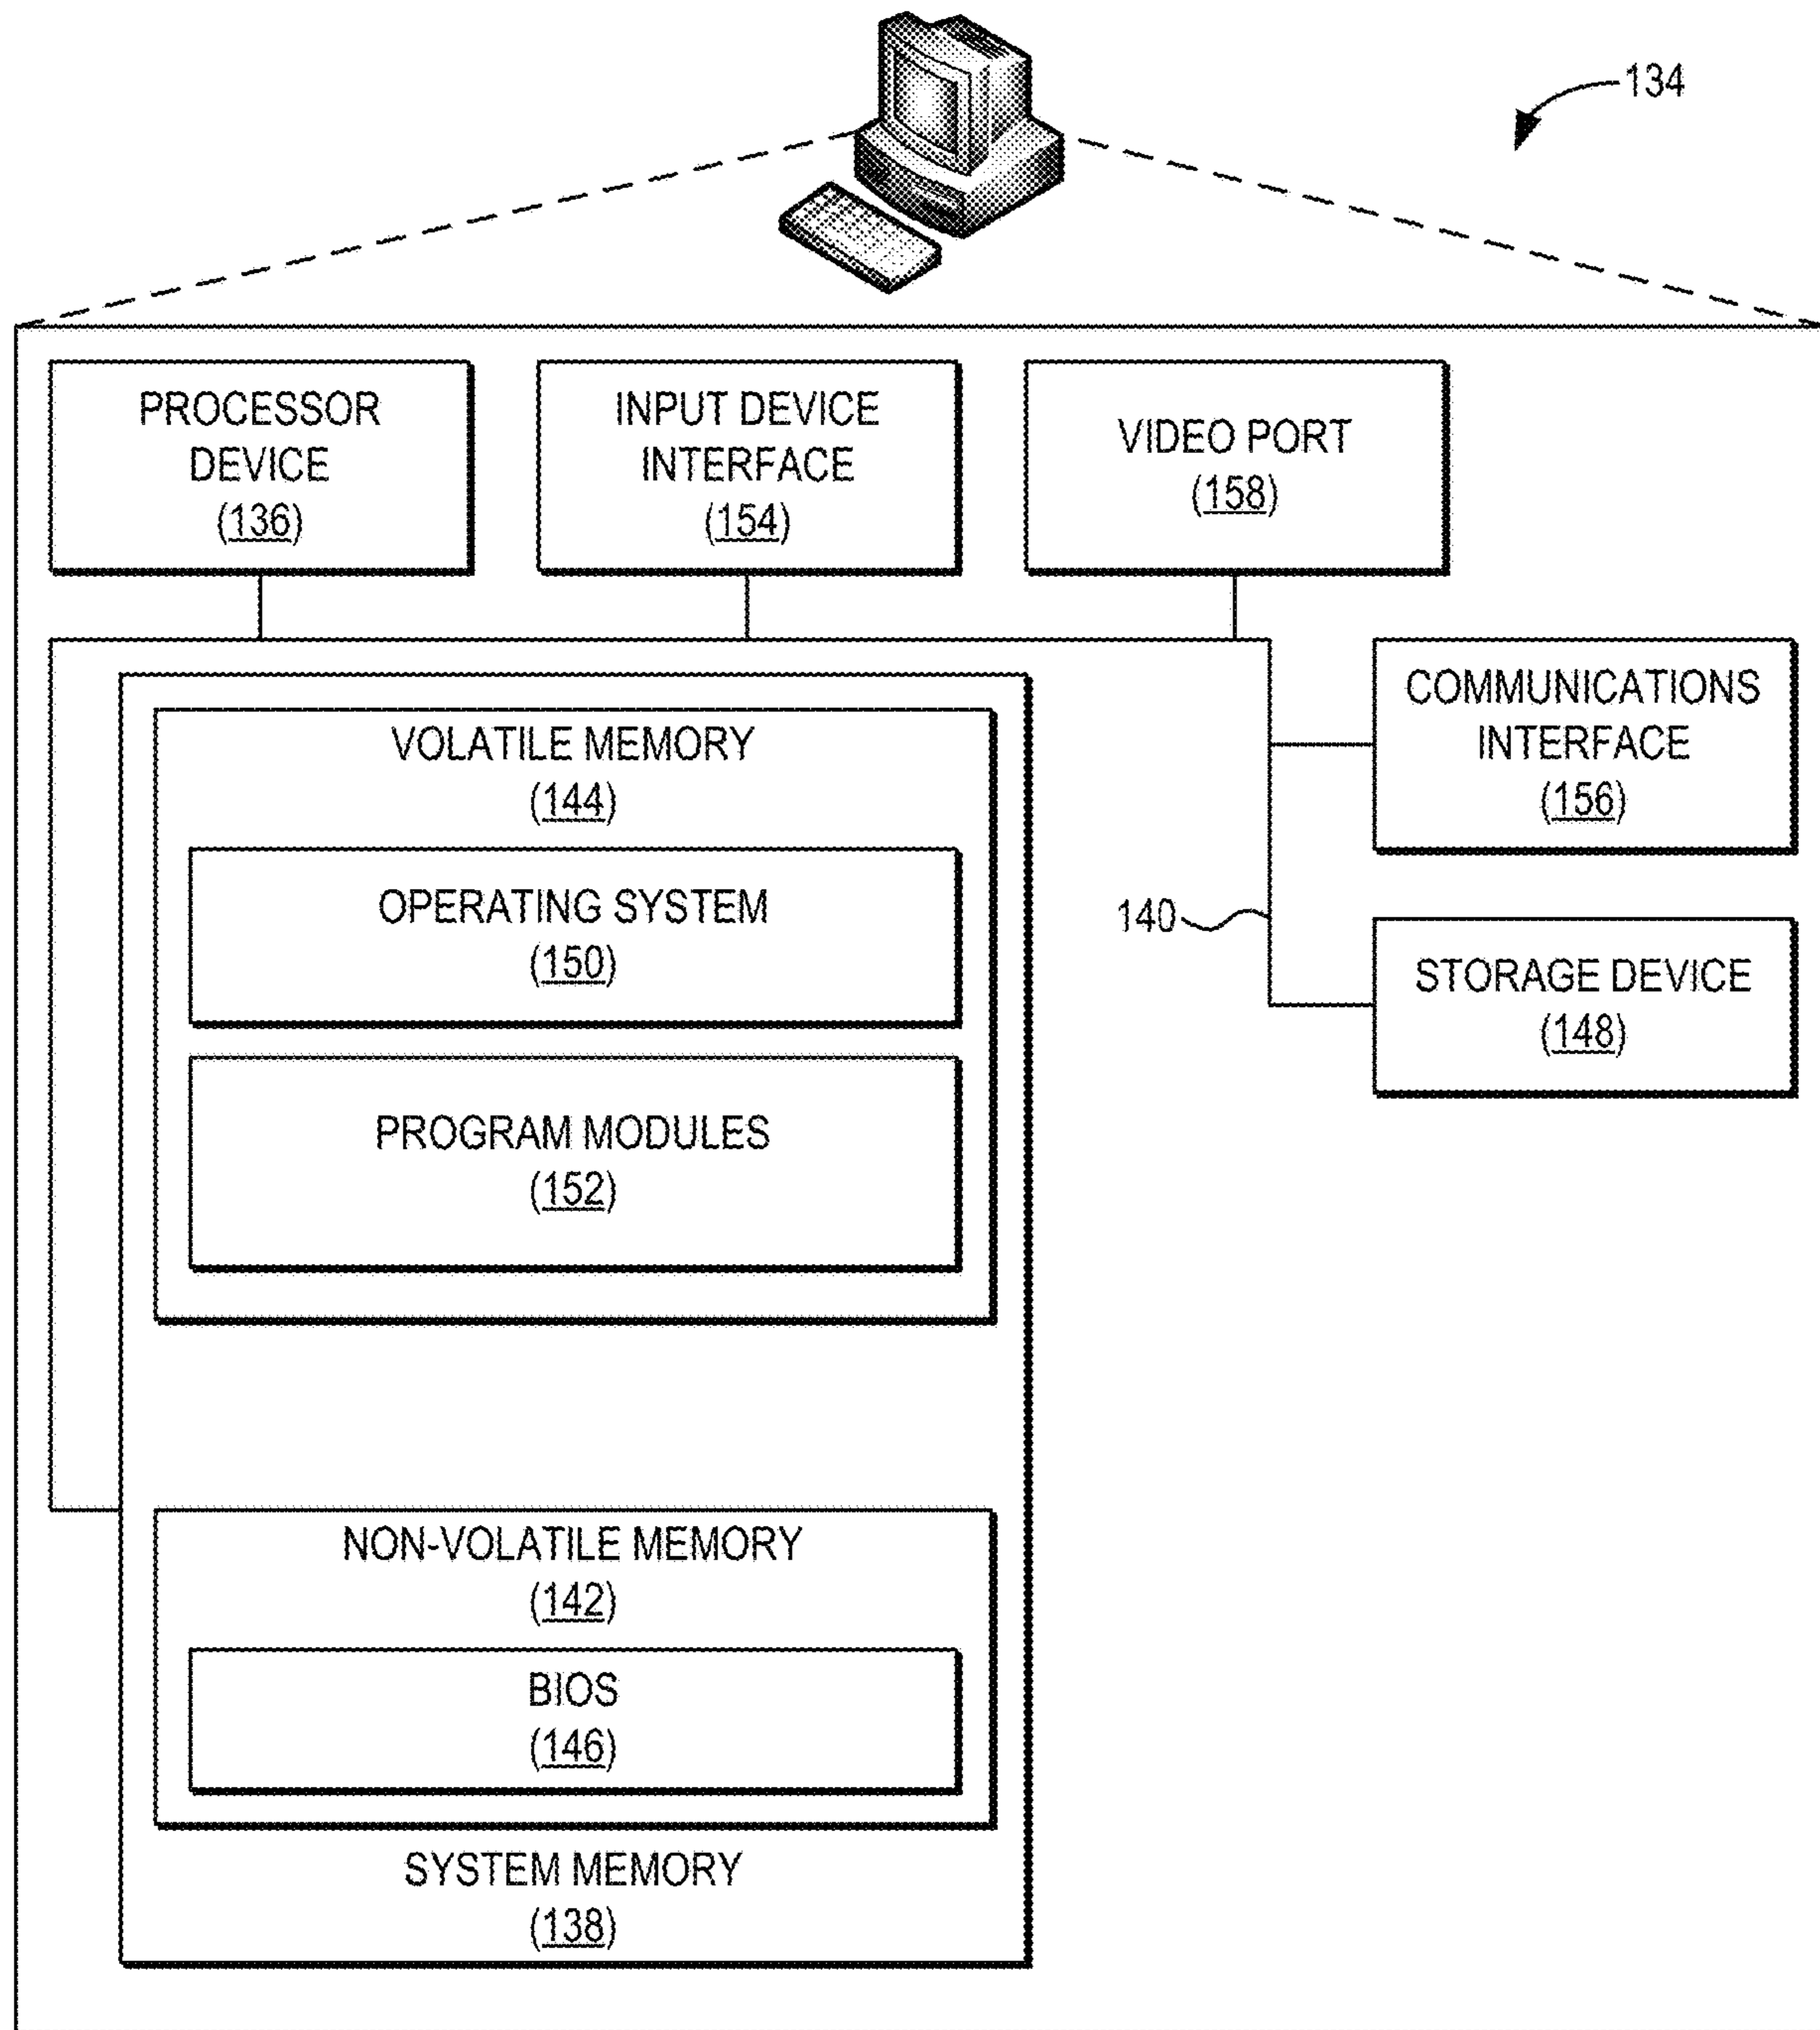 134
PROCESSOR
DEVICE
(136)
INPUT DEVICE
INTERFACE
(154)
VIDEO PORT
(158)
COMMUNICATIONS
INTERFACE
(156)
VOLATILE MEMORY
(144)
OPERATING SYSTEM
(150)
140
STORAGE DEVICE
(148)
PROGRAM MODULES
(152)
NON-VOLATILE MEMORY
(142)
BIOS
(146)
SYSTEM MEMORY
(138)